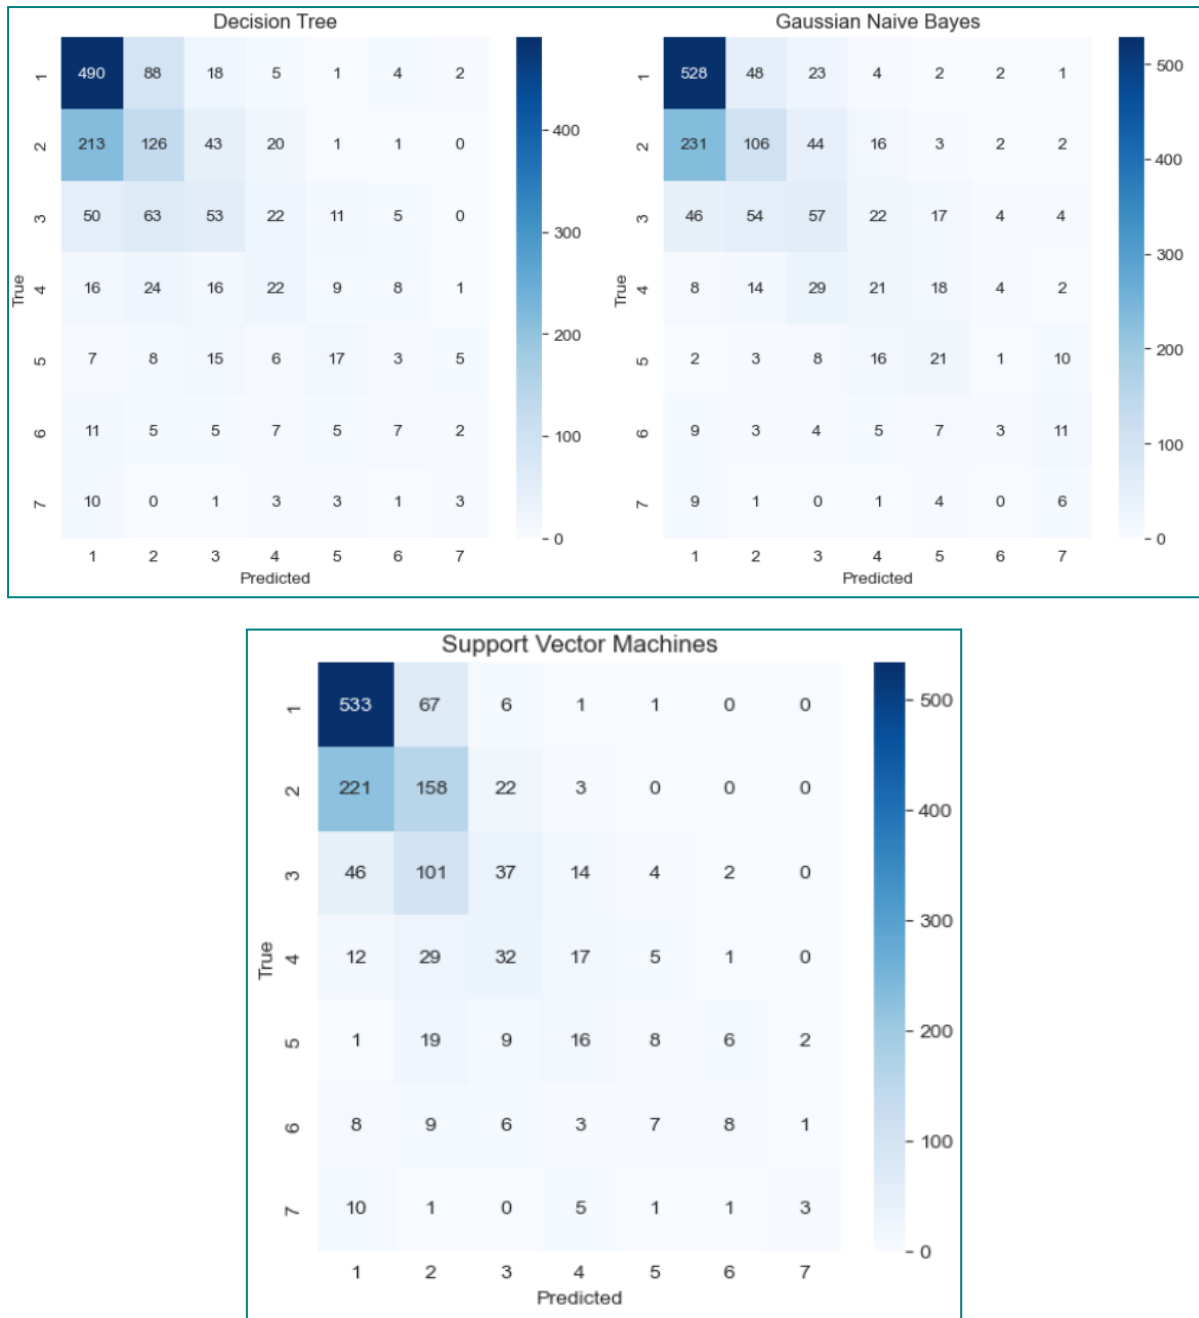 Decision Tree
1 490 88 18 5 1 4 2
2 213 126 43 20 1 1 0
3 50 63 53 22 11 5 0
4 16 24 16 22 9 8 1
5 7 8 15 6 17 3 5
6 11 5 5 7 5 7 2
7 10 0 1 3 3 1 3
True
1 2 3 4 5 6 7
Predicted
400
300
200
100
0
Gaussian Naive Bayes
1 528 48 23 4 2 2 1
2 231 106 44 16 3 2 2
3 46 54 57 22 17 4 4
4 8 14 29 21 18 4 2
5 2 3 8 16 21 1 10
6 9 3 4 5 7 3 11
7 9 1 0 1 4 0 6
True
1 2 3 4 5 6 7
Predicted
500
400
300
200
100
0
Support Vector Machines
1 533 67 6 1 1 0 0
2 221 158 22 3 0 0 0
3 46 101 37 14 4 2 0
4 12 29 32 17 5 1 0
5 1 19 9 16 8 6 2
6 8 9 6 3 7 8 1
7 10 1 0 5 1 1 3
True
1 2 3 4 5 6 7
Predicted
500
400
300
200
100
0